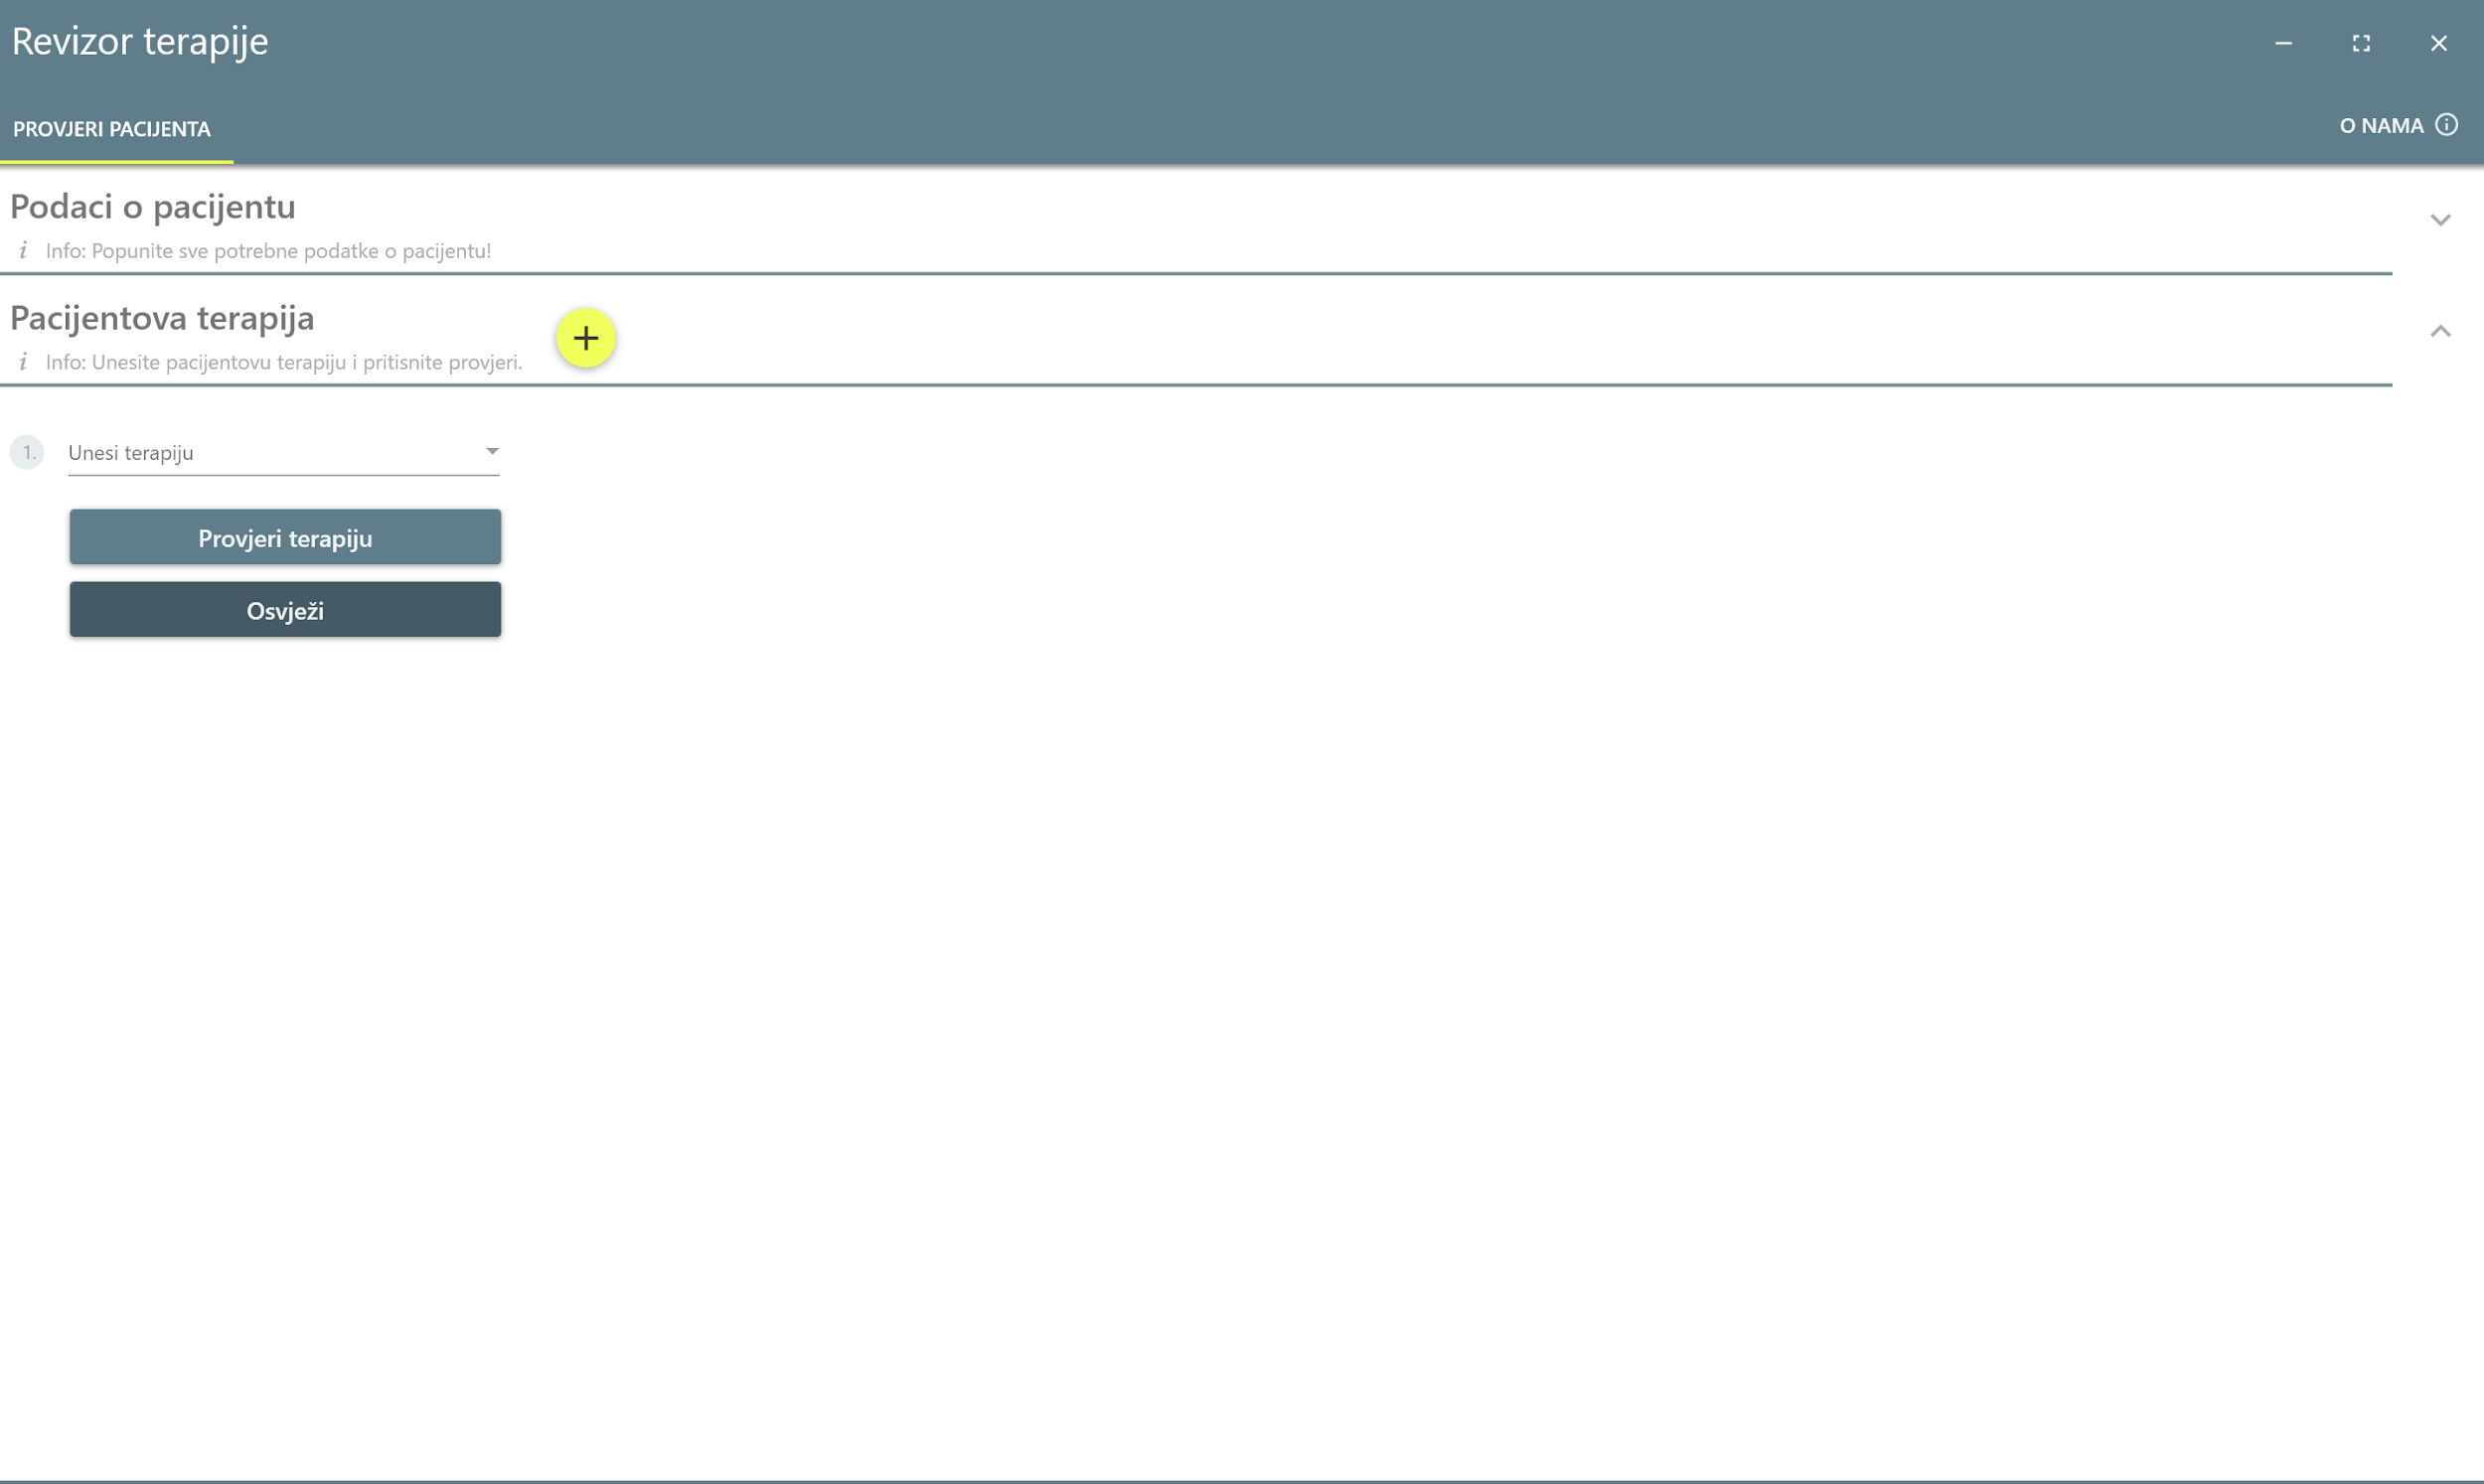 Revizor terapije
PROVJERI PACIJENTA
O NAMA
Podaci o pacijentu
i Info: Popunite sve potrebne podatke o pacijentu!
Pacijentova terapija
i Info: Unesite pacijentovu terapiju i pritisnite provjeri.
1. Unesi terapiju
Provjeri terapiju
Osvježi